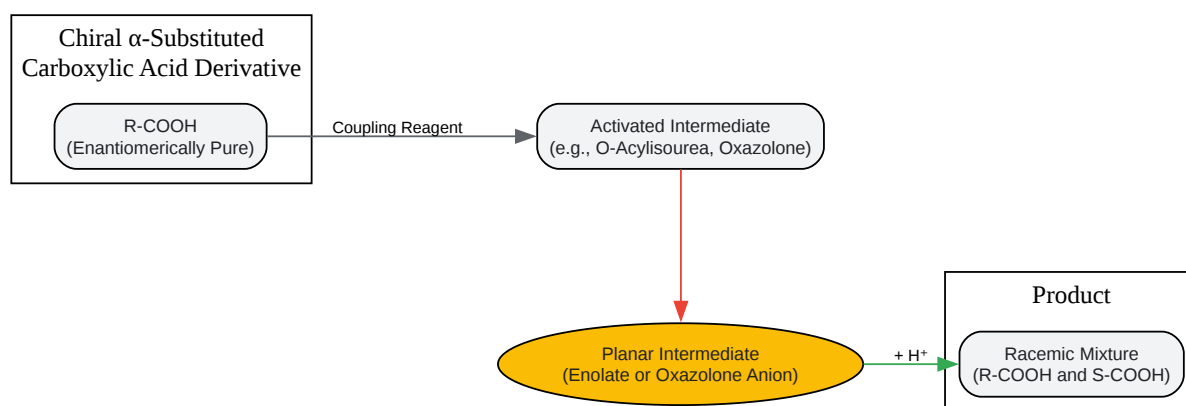 Chiral α-Substituted
Carboxylic Acid Derivative
R-COOH
(Enantiomerically Pure)
Coupling Reagent
Activated Intermediate
(e.g., O-Acylisourea, Oxazolone)
Planar Intermediate
(Enolate or Oxazolone Anion)
+ H⁺
Product
Racemic Mixture
(R-COOH and S-COOH)